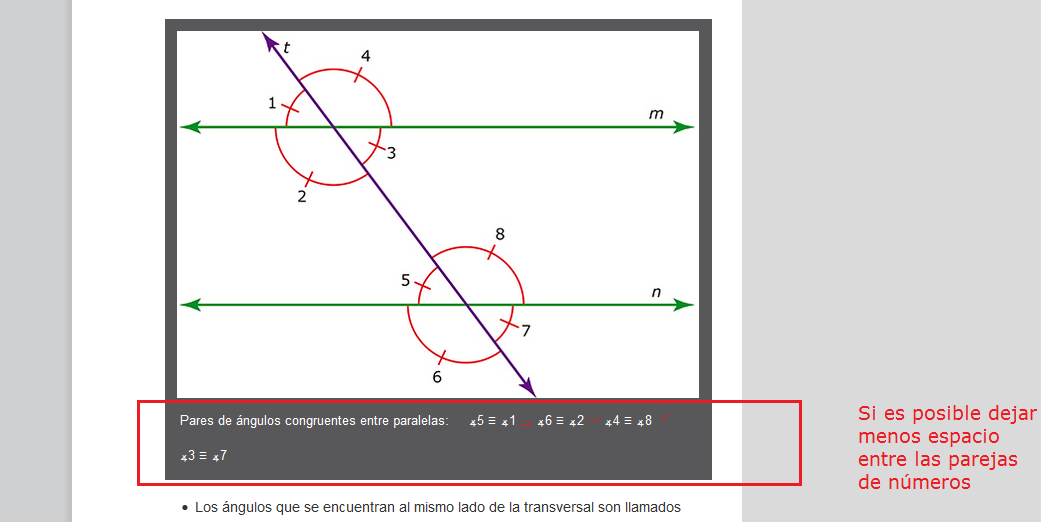 t
4
1
m
3
2
8
5
n
7
6
Pares de ángulos congruentes entre paralelas: ∡5 ≡ ∡1 ∡6 ≡ ∡2 ∡4 ≡ ∡8
∡3 ≡ ∡7
Si es posible dejar
menos espacio
entre las parejas
de números
• Los ángulos que se encuentran al mismo lado de la transversal son llamados